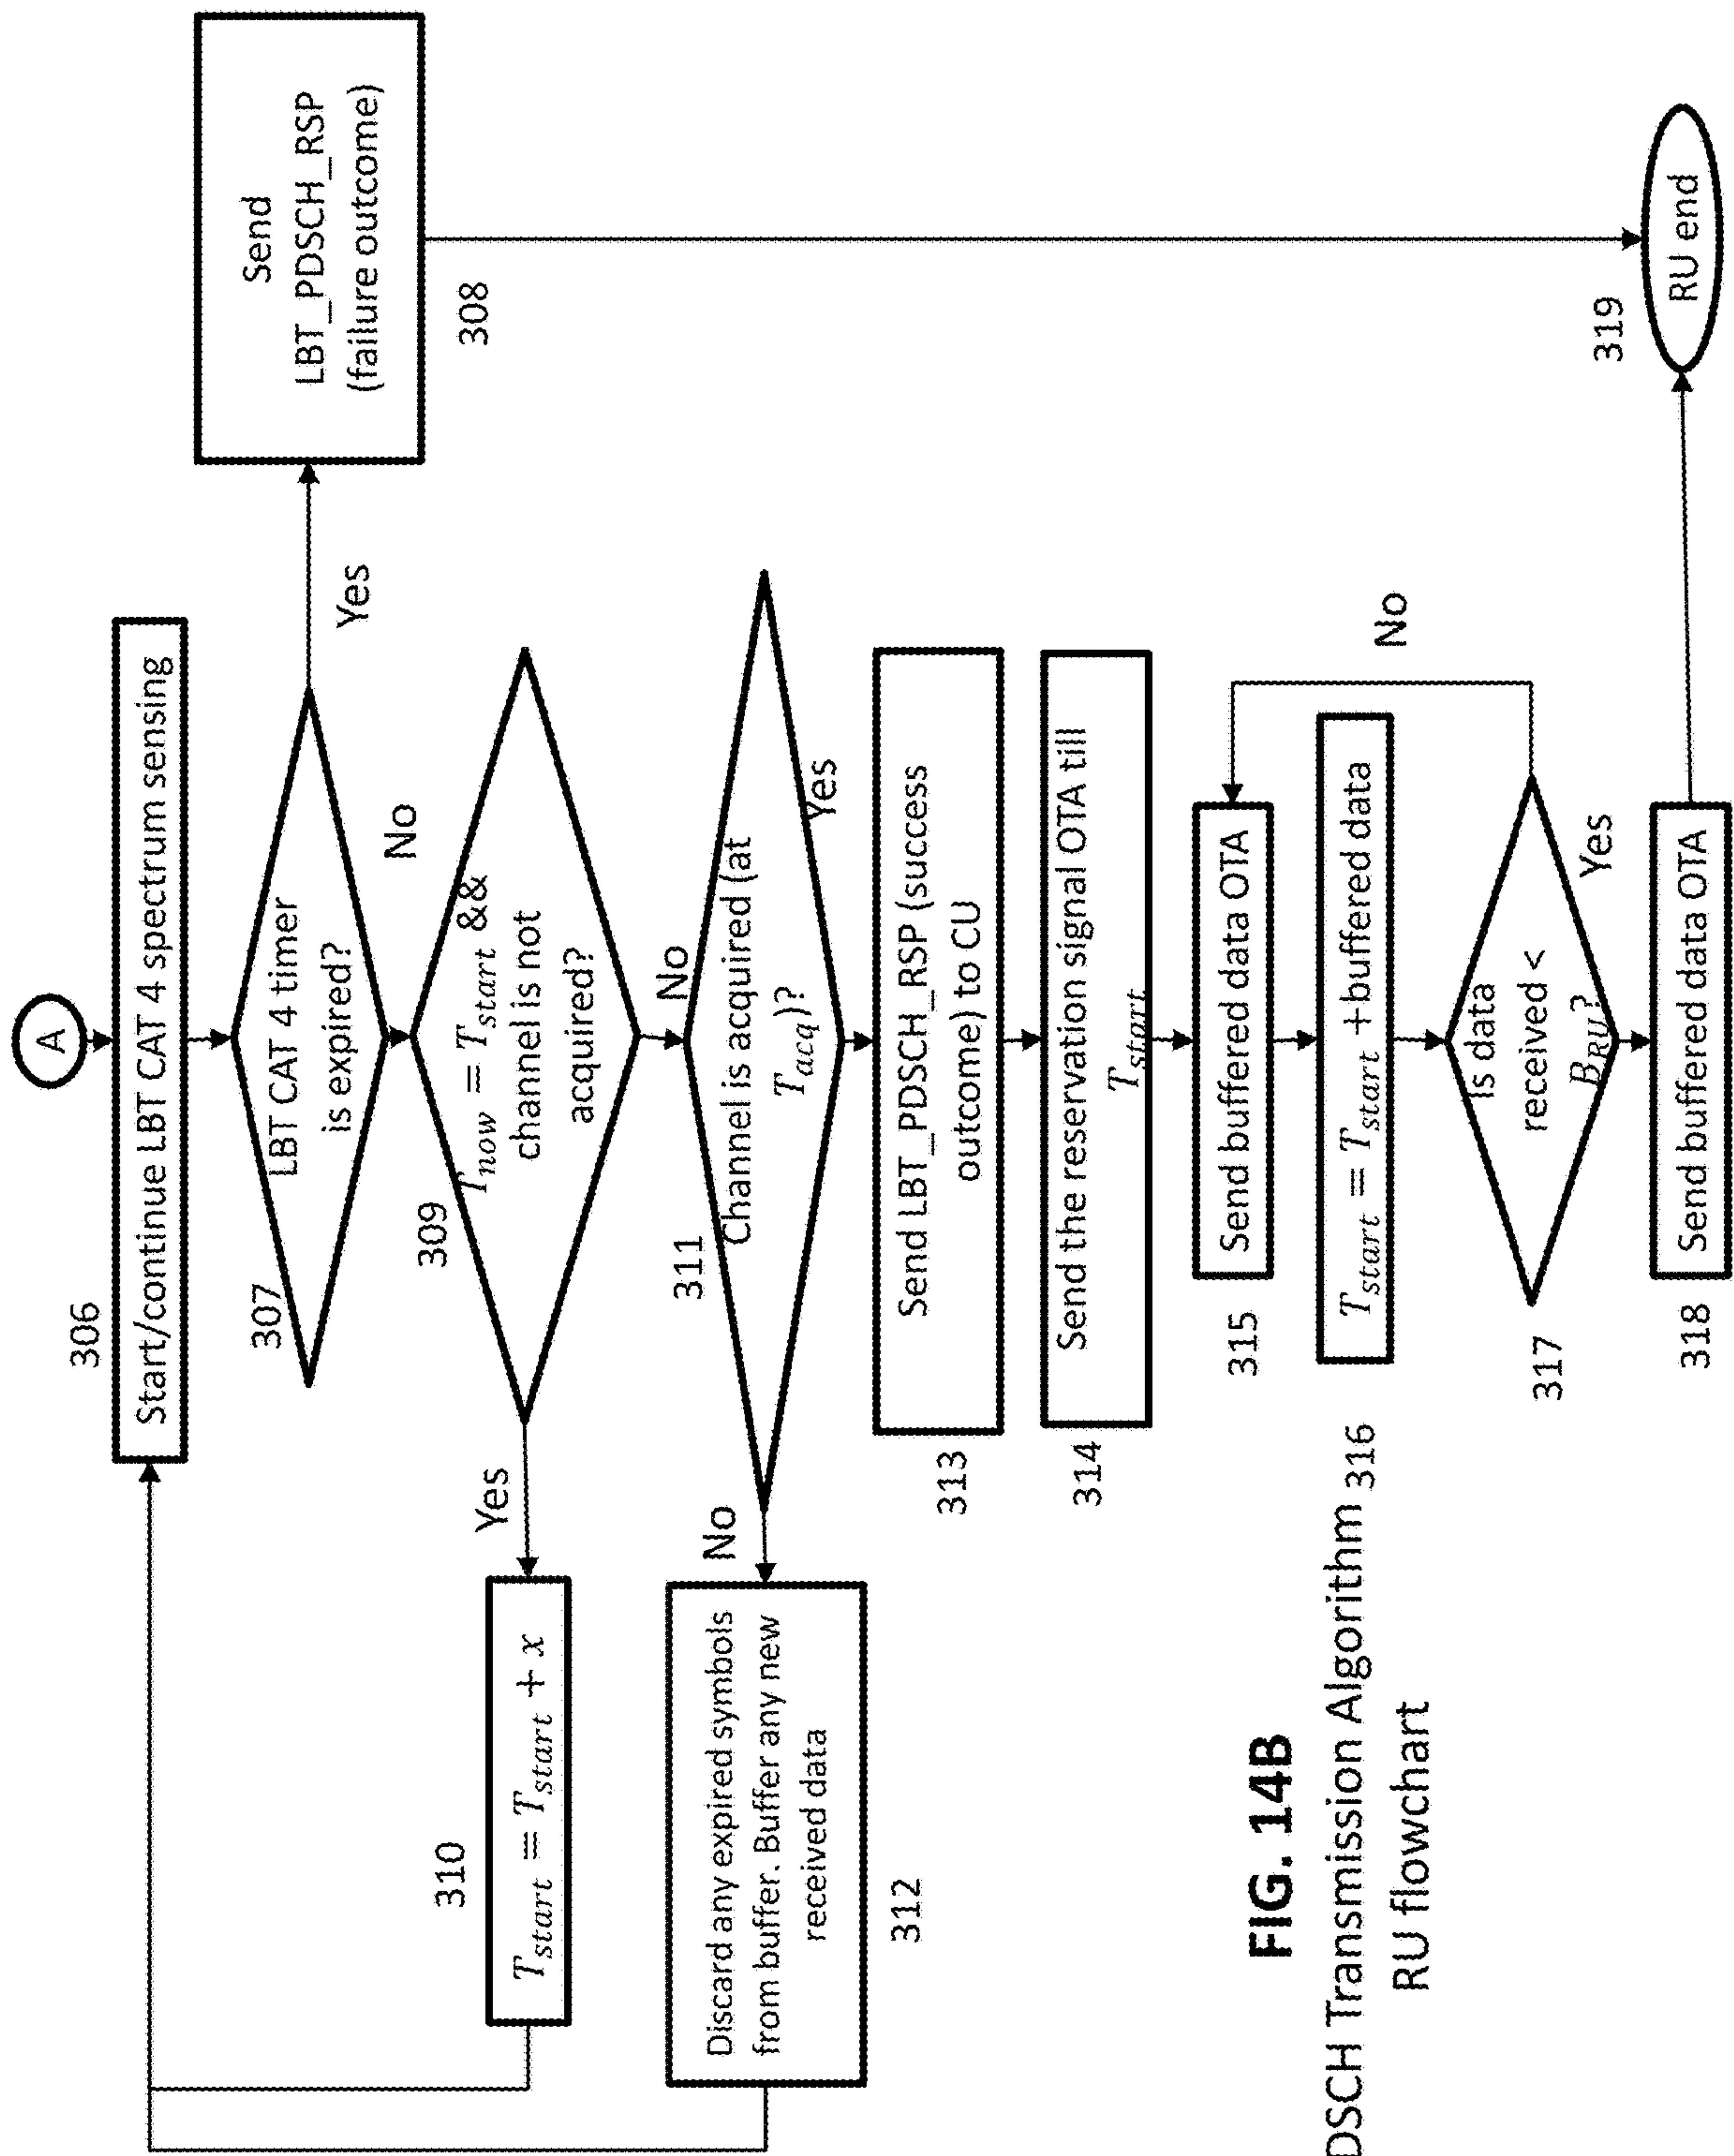 A
306
Start/continue LBT CAT 4 spectrum sensing
307
LBT CAT 4 timer
is expired?
Yes
Send
LBT_PDSCH_RSP
(failure outcome)
308
No
309
T_now = T_start &&
channel is not
acquired?
Yes
310
T_start = T_start + x
No
311
Channel is acquired (at
T_acq)?
No
Discard any expired symbols
from buffer. Buffer any new
received data
312
Yes
Send LBT_PDSCH_RSP (success
outcome) to CU
313
Send the reservation signal OTA till
T_start
314
Send buffered data OTA
315
T_start = T_start +buffered data
316
Is data
received <
B_RU?
317
No
Yes
Send buffered data OTA
318
319
RU end
FIG. 14B
DSCH Transmission Algorithm
RU flowchart